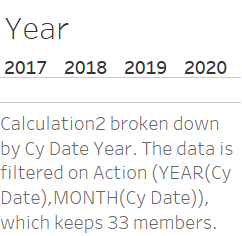 Year
2017 2018 2019 2020
Calculation2 broken down
by Cy Date Year. The data is
filtered on Action (YEAR(Cy
Date),MONTH(Cy Date)),
which keeps 33 members.